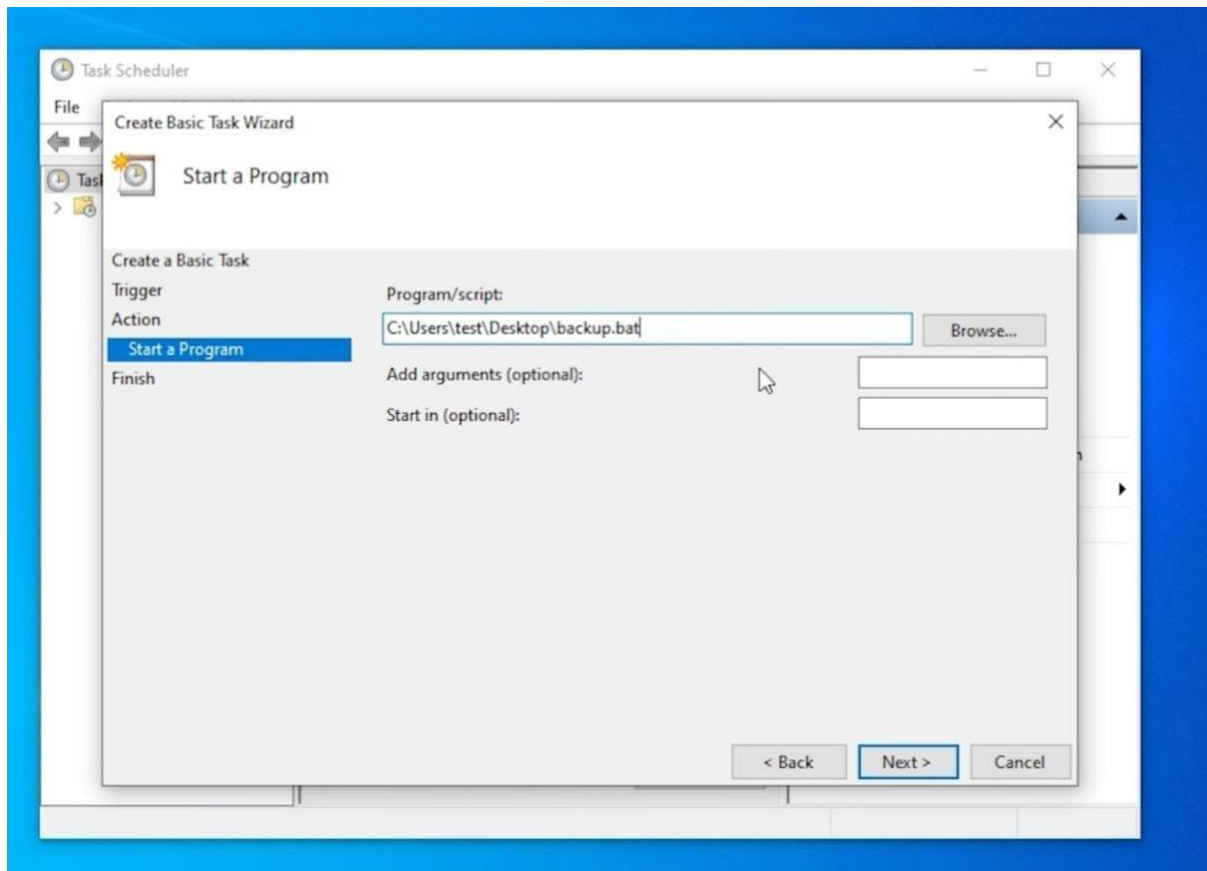 Task Scheduler
File
Create Basic Task Wizard
Start a Program
Create a Basic Task
Trigger
Action
Start a Program
Finish
Program/script:
C:\Users\test\Desktop\backup.bat
Browse...
Add arguments (optional):
Start in (optional):
< Back
Next >
Cancel